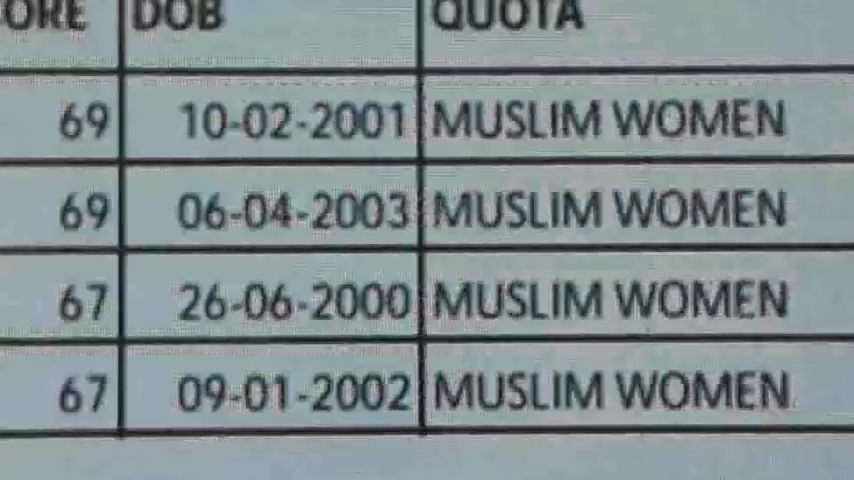 ORE DOB QUOTA
69 10-02-2001 MUSLIM WOMEN
69 06-04-2003 MUSLIM WOMEN
67 26-06-2000 MUSLIM WOMEN
67 09-01-2002 MUSLIM WOMEN